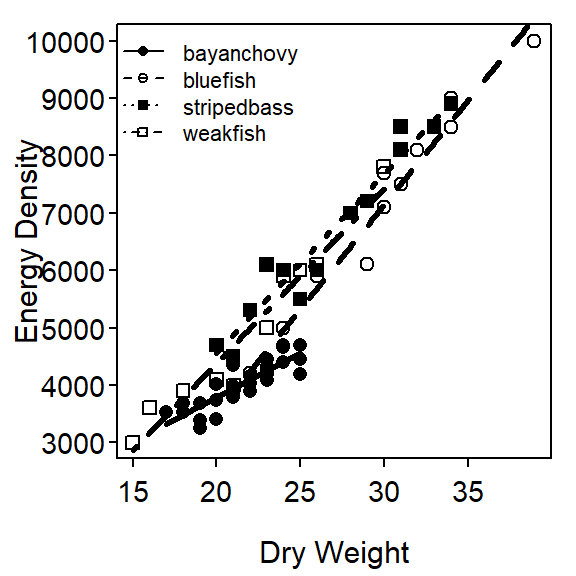 10000
9000
8000
7000
6000
5000
4000
3000
Energy Density
bayanchovy
bluefish
stripedbass
weakfish
15 20 25 30 35
Dry Weight